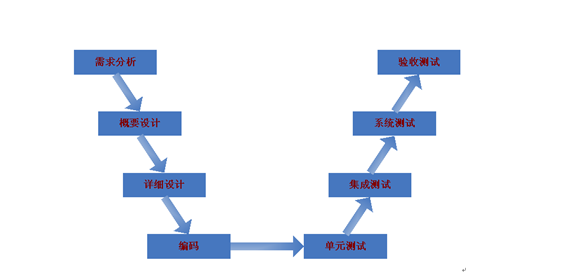 需求分析
验收测试
概要设计
系统测试
详细设计
集成测试
编码
单元测试